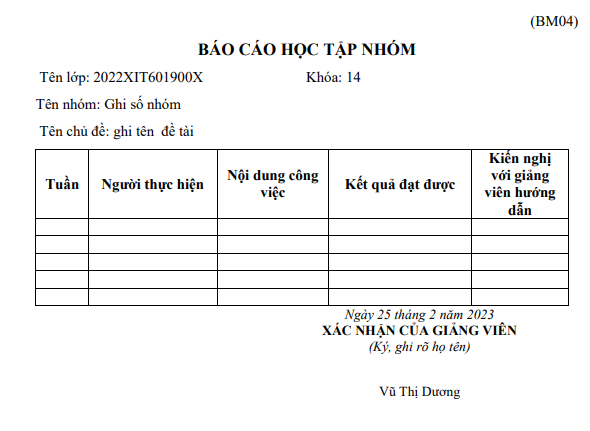 (BM04)
BÁO CÁO HỌC TẬP NHÓM
Tên lớp: 2022XIT601900X Khóa: 14
Tên nhóm: Ghi số nhóm
Tên chủ đề: ghi tên đề tài
Tuần
Người thực hiện
Nội dung công
việc
Kết quả đạt được
Kiến nghị
với giảng
viên hướng
dẫn
Ngày 25 tháng 2 năm 2023
XÁC NHẬN CỦA GIẢNG VIÊN
(Ký, ghi rõ họ tên)
Vũ Thị Dương